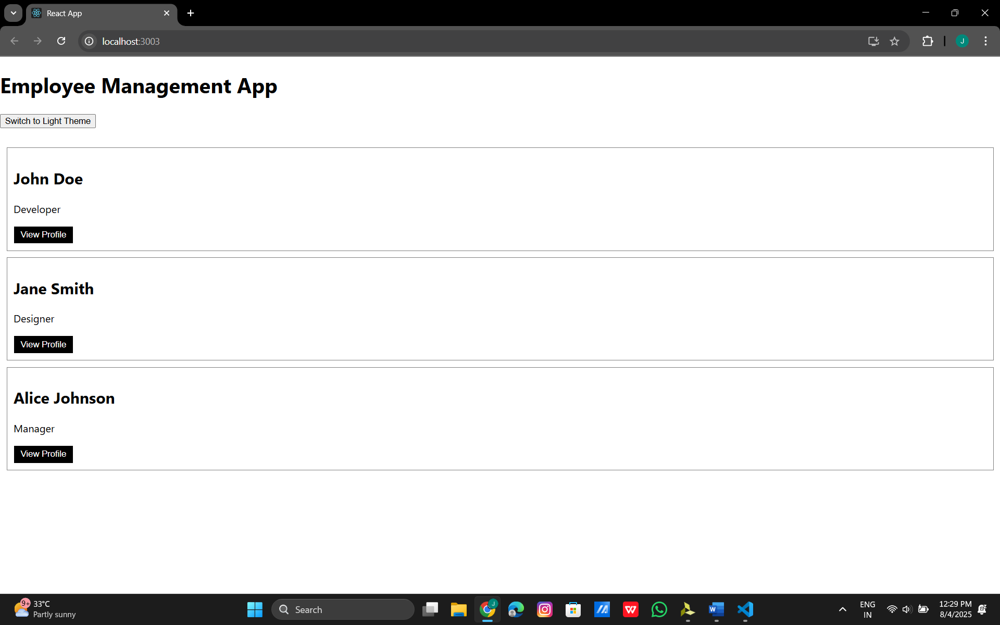 React App
localhost:3003
J
Employee Management App
Switch to Light Theme
John Doe
Developer
View Profile
Jane Smith
Designer
View Profile
Alice Johnson
Manager
View Profile
9+
33°C
Partly sunny
Search
J
W
W
ENG
IN
12:29 PM
8/4/2025